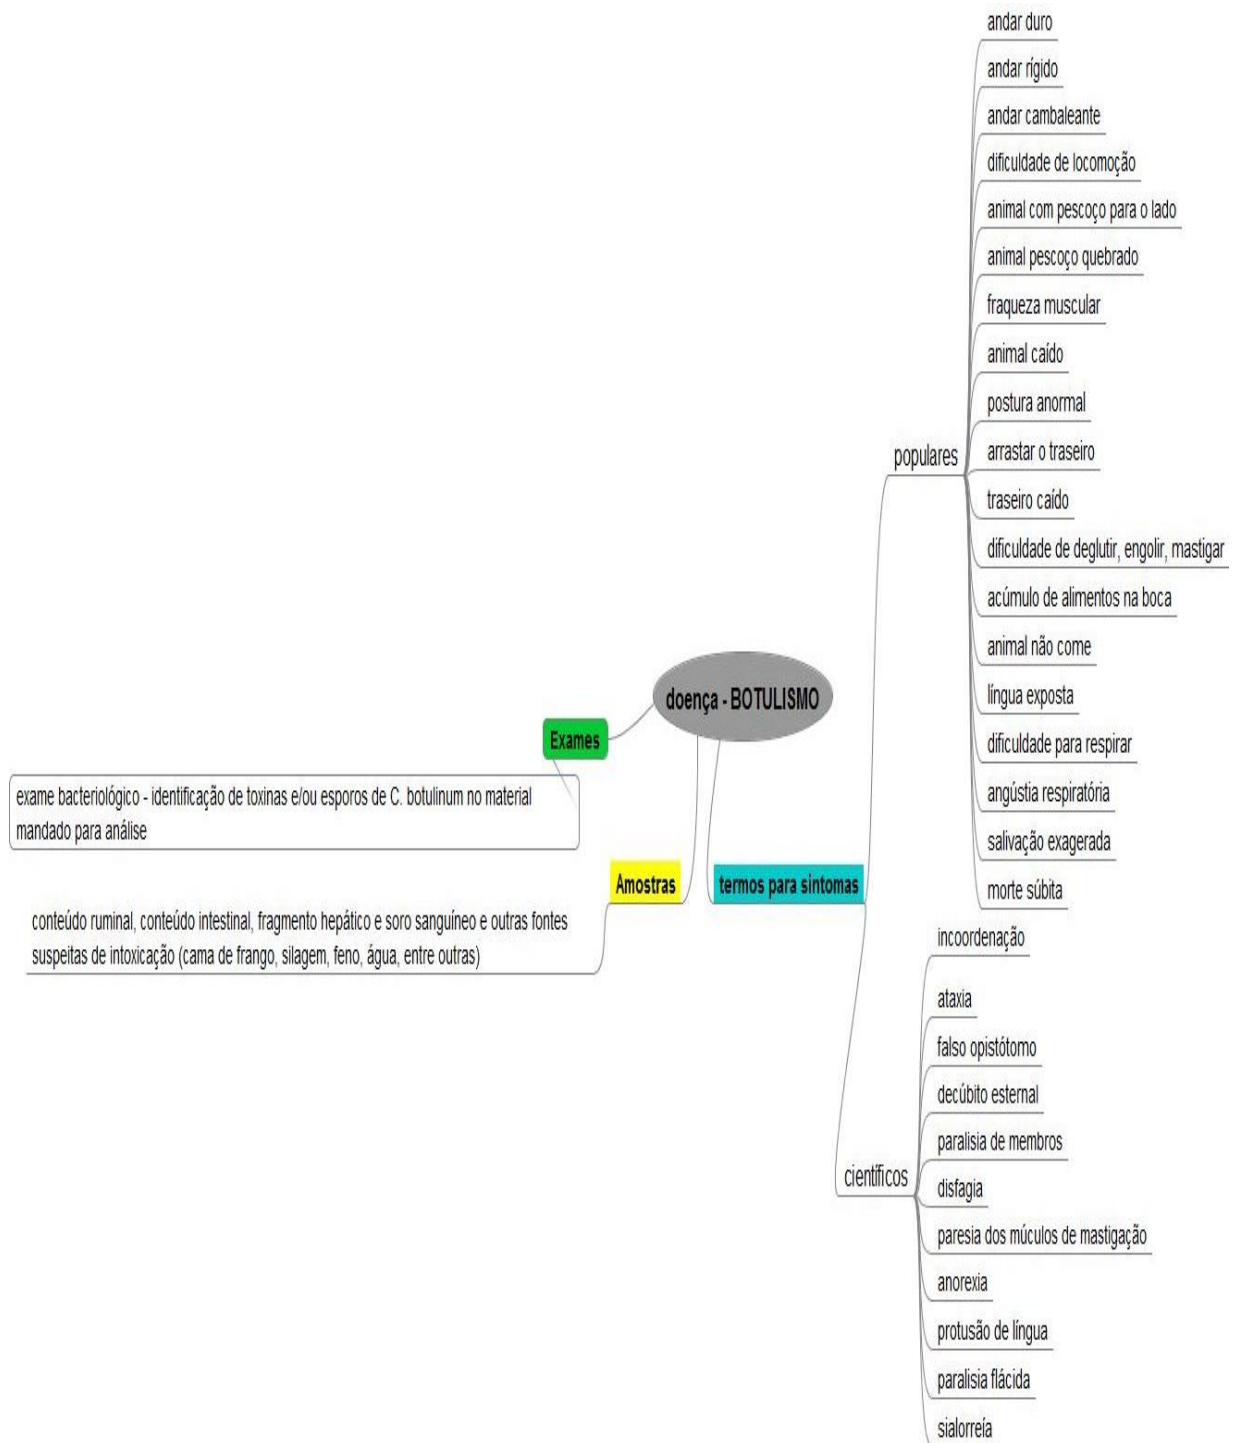 andar duro
andar rígido
andar cambaleante
dificuldade de locomoção
animal com pescoço para o lado
animal pescoço quebrado
fraqueza muscular
animal caído
postura anormal
populares
arrastar o traseiro
traseiro caído
dificuldade de deglutir, engolir, mastigar
acúmulo de alimentos na boca
animal não come
língua exposta
dificuldade para respirar
angústia respiratória
salivação exagerada
morte súbita
doença - BOTULISMO
Exames
exame bacteriológico - identificação de toxinas e/ou esporos de C. botulinum no material
mandado para análise
Amostras
conteúdo ruminal, conteúdo intestinal, fragmento hepático e soro sanguíneo e outras fontes
suspeitas de intoxicação (cama de frango, silagem, feno, água, entre outras)
termos para sintomas
incoordenação
ataxia
falso opistótomo
decúbito esternal
paralisia de membros
científicos
disfagia
paresia dos múculos de mastigação
anorexia
protusão de língua
paralisia flácida
sialorreía